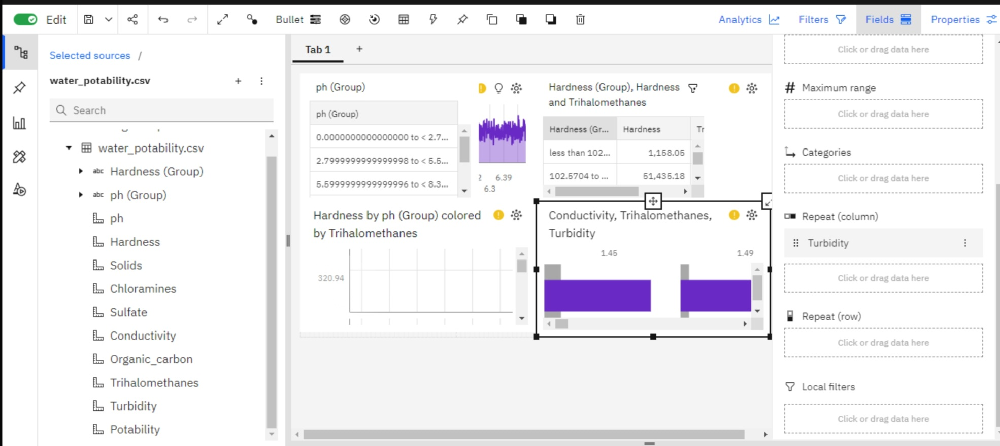 Edit
Bullet
Analytics
Filters
Fields
Properties
Selected sources /
water_potability.csv
Search
water_potability.csv
abc Hardness (Group)
abc ph (Group)
ph
Hardness
Solids
Chloramines
Sulfate
Conductivity
Organic_carbon
Trihalomethanes
Turbidity
Potability
Tab 1
ph (Group)
ph (Group)
0.0000000000000000 to < 2.7...
2.7999999999999998 to < 5.5...
5.5999999999999996 to < 8.3...
2 6.39
6.3
Hardness (Group), Hardness
and Trihalomethanes
Hardness (Gr... Hardness Tr
less than 102... 1,158.05
102.5704 to ... 51,435.18
Hardness by ph (Group) colored
by Trihalomethanes
320.94
Conductivity, Trihalomethanes,
Turbidity
1.45 1.49
Click or drag data here
# Maximum range
Click or drag data here
Categories
Click or drag data here
Repeat (column)
Turbidity
Click or drag data here
Repeat (row)
Click or drag data here
Local filters
Click or drag data here